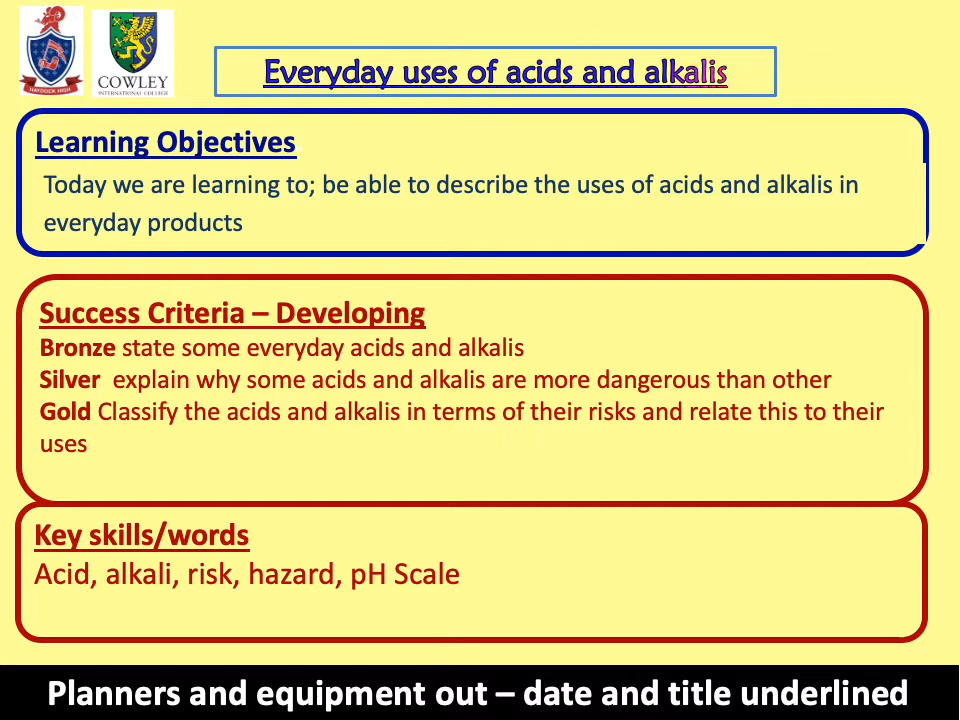 HAYDOCK HIGH
COWLEY
INTERNATIONAL COLLEGE
Everyday uses of acids and alkalis
Learning Objectives
Today we are learning to; be able to describe the uses of acids and alkalis in
everyday products
Success Criteria – Developing
Bronze state some everyday acids and alkalis
Silver explain why some acids and alkalis are more dangerous than other
Gold Classify the acids and alkalis in terms of their risks and relate this to their
uses
Key skills/words
Acid, alkali, risk, hazard, pH Scale
Planners and equipment out – date and title underlined